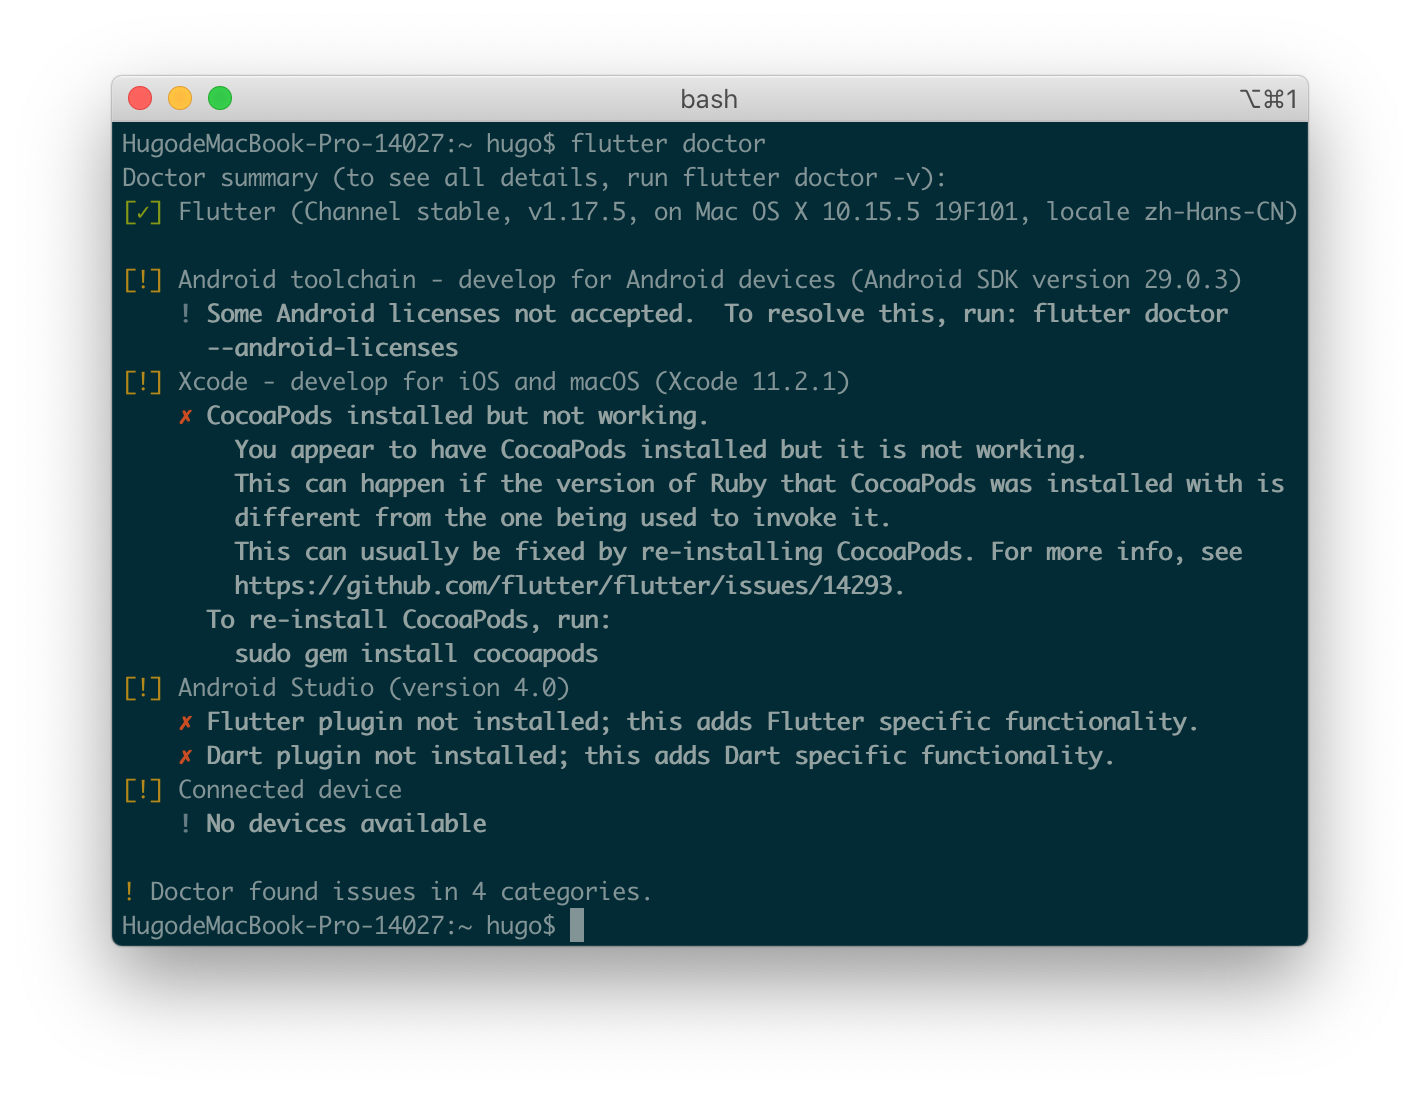 bash
⌥⌘1
HugodeMacBook-Pro-14027:~ hugo$ flutter doctor
Doctor summary (to see all details, run flutter doctor -v):
[✓] Flutter (Channel stable, v1.17.5, on Mac OS X 10.15.5 19F101, locale zh-Hans-CN)
[!] Android toolchain - develop for Android devices (Android SDK version 29.0.3)
! Some Android licenses not accepted.  To resolve this, run: flutter doctor
--android-licenses
[!] Xcode - develop for iOS and macOS (Xcode 11.2.1)
✗ CocoaPods installed but not working.
You appear to have CocoaPods installed but it is not working.
This can happen if the version of Ruby that CocoaPods was installed with is
different from the one being used to invoke it.
This can usually be fixed by re-installing CocoaPods. For more info, see
https://github.com/flutter/flutter/issues/14293.
To re-install CocoaPods, run:
sudo gem install cocoapods
[!] Android Studio (version 4.0)
✗ Flutter plugin not installed; this adds Flutter specific functionality.
✗ Dart plugin not installed; this adds Dart specific functionality.
[!] Connected device
! No devices available
! Doctor found issues in 4 categories.
HugodeMacBook-Pro-14027:~ hugo$